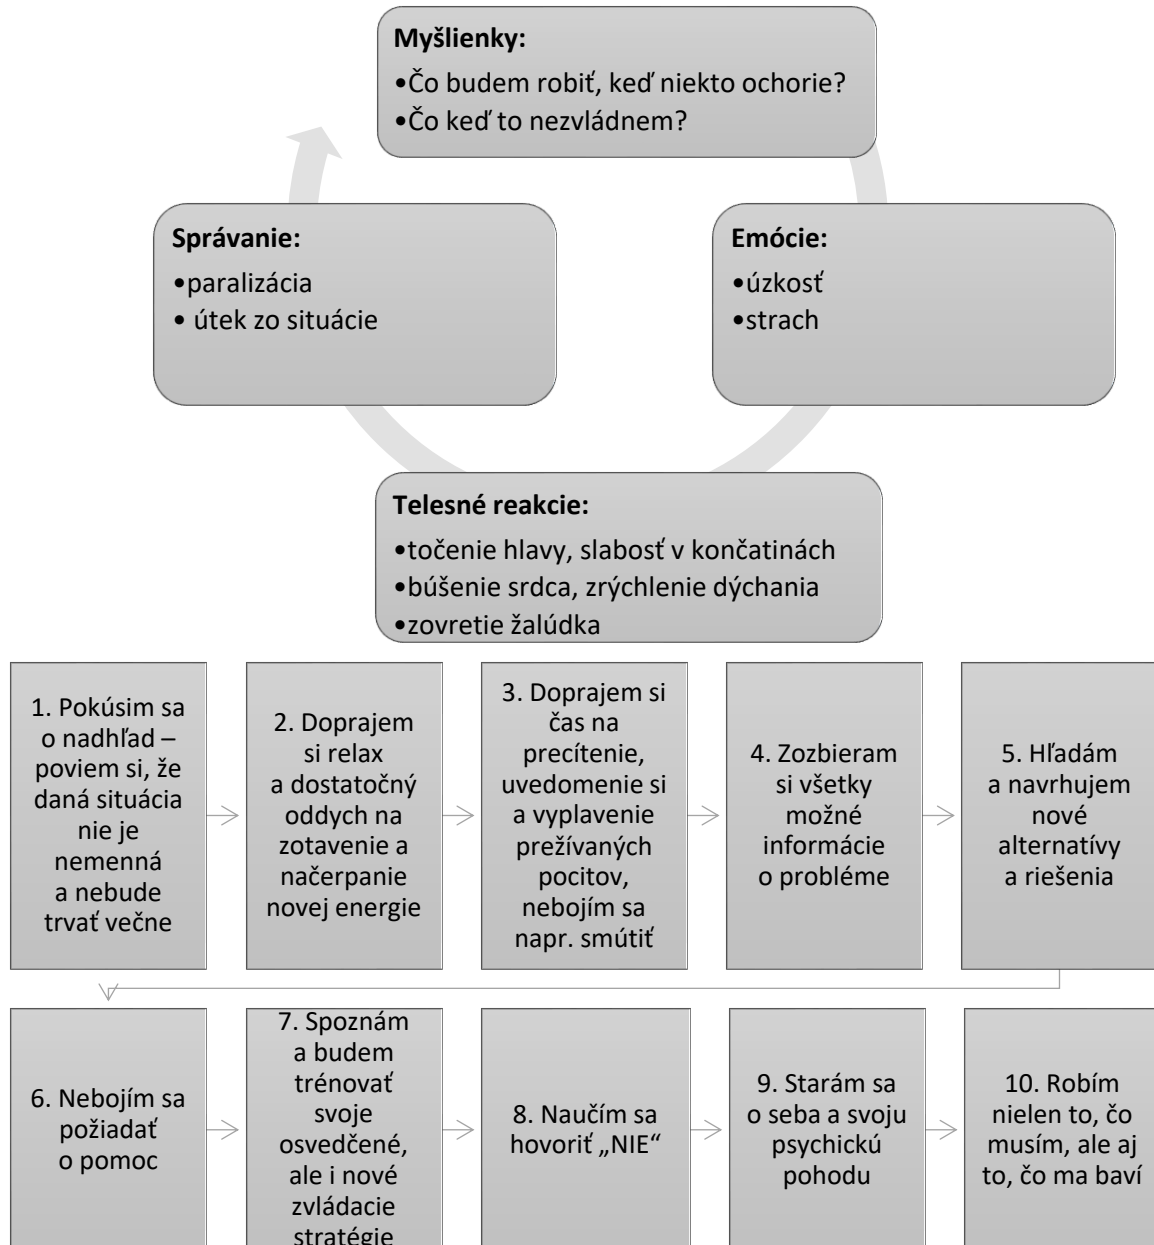 Myšlienky:
•Čo budem robiť, keď niekto ochorie?
•Čo keď to nezvládnem?
Správanie:
•paralizácia
• útek zo situácie
Emócie:
•úzkosť
•strach
Telesné reakcie:
•točenie hlavy, slabosť v končatinách
•búšenie srdca, zrýchlenie dýchania
•zovretie žalúdka
1. Pokúsim sa
o nadhľad –
poviem si, že
daná situácia
nie je
nemenná
a nebude
trvať večne
2. Doprajem
si relax
a dostatočný
oddych na
zotavenie a
načerpanie
novej energie
3. Doprajem si
čas na
precítenie,
uvedomenie si
a vyplavenie
prežívaných
pocitov,
nebojím sa
napr. smútiť
4. Zozbieram
si všetky
možné
informácie
o probléme
5. Hľadám
a navrhujem
nové
alternatívy
a riešenia
6. Nebojím sa
požiadať
o pomoc
7. Spoznám
a budem
trénovať
svoje
osvedčené,
ale i nové
zvládacie
stratégie
8. Naučím sa
hovoriť „NIE“
9. Starám sa
o seba a svoju
psychickú
pohodu
10. Robím
nielen to, čo
musím, ale aj
to, čo ma baví